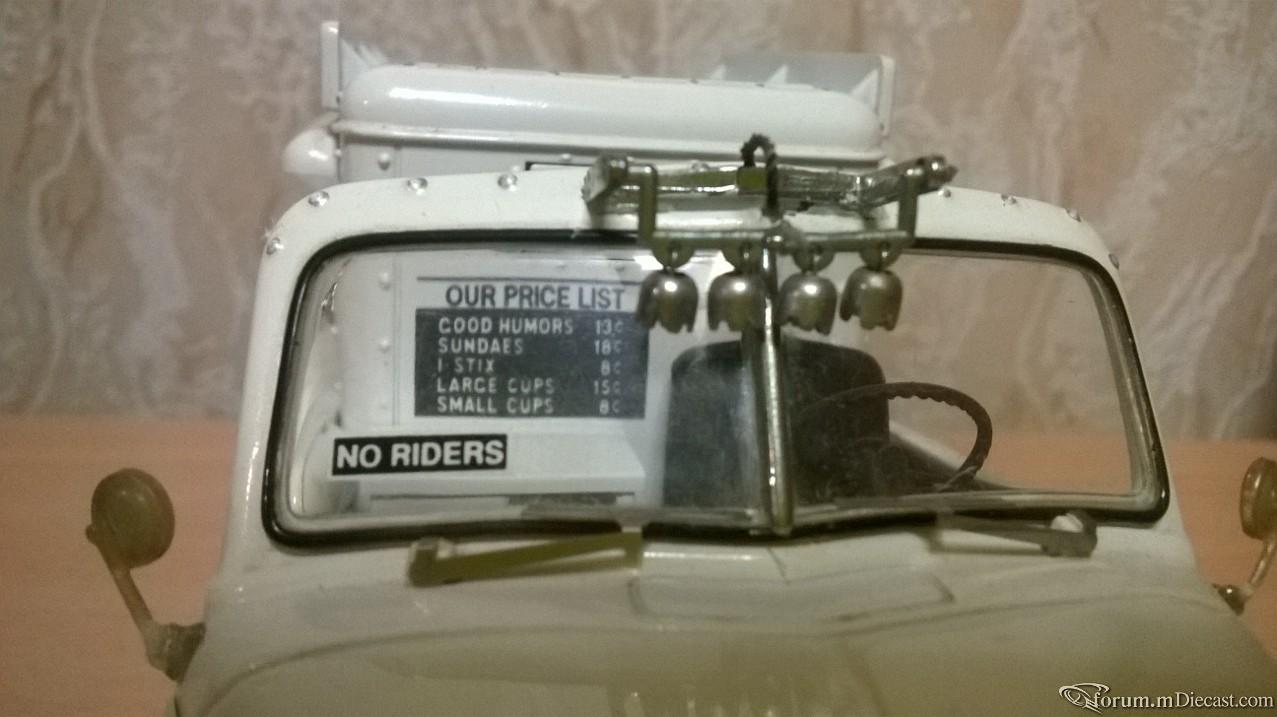 OUR PRICE LIST
GOOD HUMORS 13¢
SUNDAES 18¢
1 STIX 8¢
LARGE CUPS 15¢
SMALL CUPS 8¢
NO RIDERS
forum.mDiecast.com